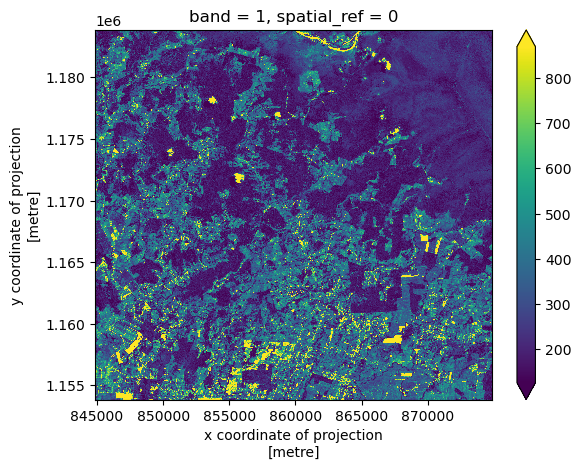 band = 1, spatial_ref = 0
1e6
1.180
1.175
1.170
1.165
1.160
1.155
y coordinate of projection
[metre]
845000 850000 855000 860000 865000 870000
x coordinate of projection
[metre]
800
700
600
500
400
300
200